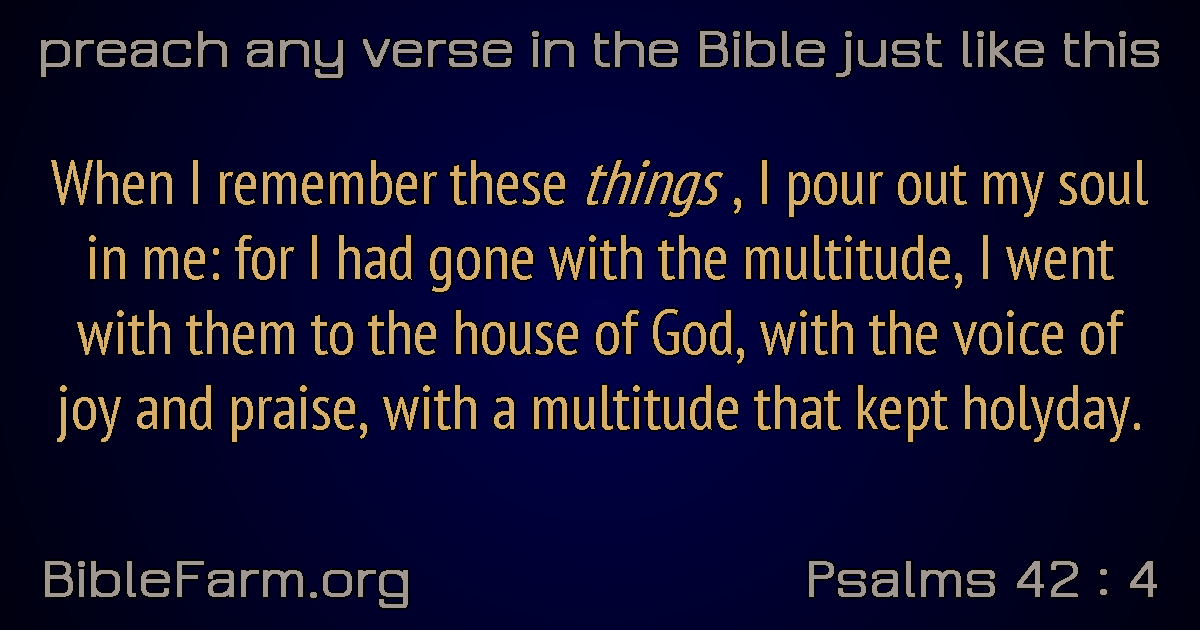 preach any verse in the Bible just like this
When I remember these things , I pour out my soul
in me: for I had gone with the multitude, I went
with them to the house of God, with the voice of
joy and praise, with a multitude that kept holyday.
BibleFarm.org
Psalms 42 : 4